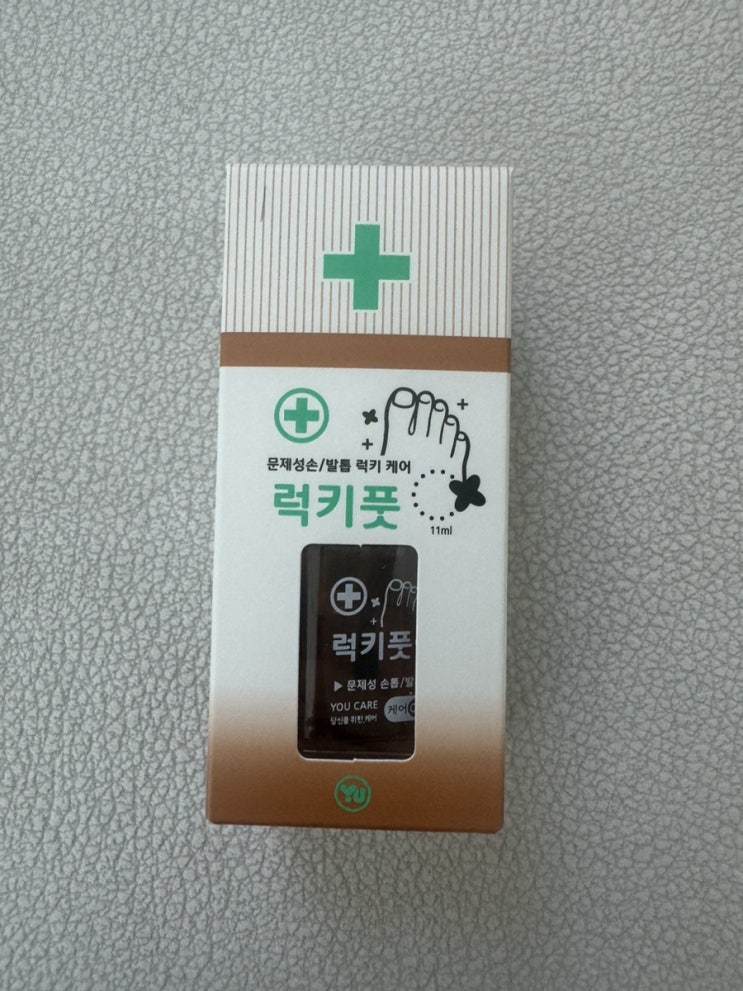 문제성손/발톱 럭키 케어
럭키풋
11ml
럭키풋
▶ 문제성 손톱/발
YOU CARE
당신을 위한 케어
케어
YU